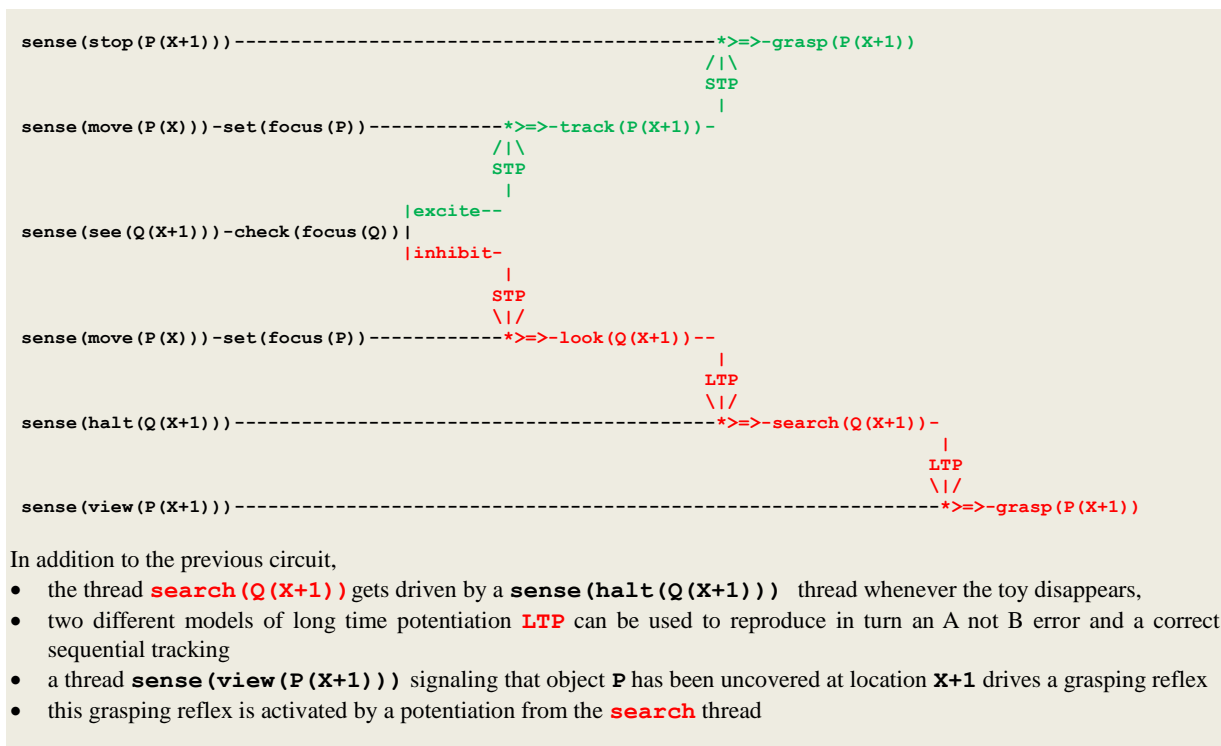 sense(stop(P(X+1)))-----------------------------------------*>=>-grasp(P(X+1))
/|\
STP
|
sense(move(P(X)))-set(focus(P))------------*>=>-track(P(X+1))-
/|\
STP
|
|excite--
sense(see(Q(X+1)))-check(focus(Q))|
|inhibit-
|
STP
\|/
sense(move(P(X)))-set(focus(P))------------*>=>-look(Q(X+1))--
|
LTP
\|/
sense(halt(Q(X+1)))-----------------------------------------*>=>-search(Q(X+1))-
|
LTP
\|/
sense(view(P(X+1)))------------------------------------------------------------*>=>-grasp(P(X+1))
In addition to the previous circuit,
• the thread search(Q(X+1))gets driven by a sense(halt(Q(X+1))) thread whenever the toy disappears,
• two different models of long time potentiation LTP can be used to reproduce in turn an A not B error and a correct
sequential tracking
• a thread sense(view(P(X+1))) signaling that object P has been uncovered at location X+1 drives a grasping reflex
• this grasping reflex is activated by a potentiation from the search thread